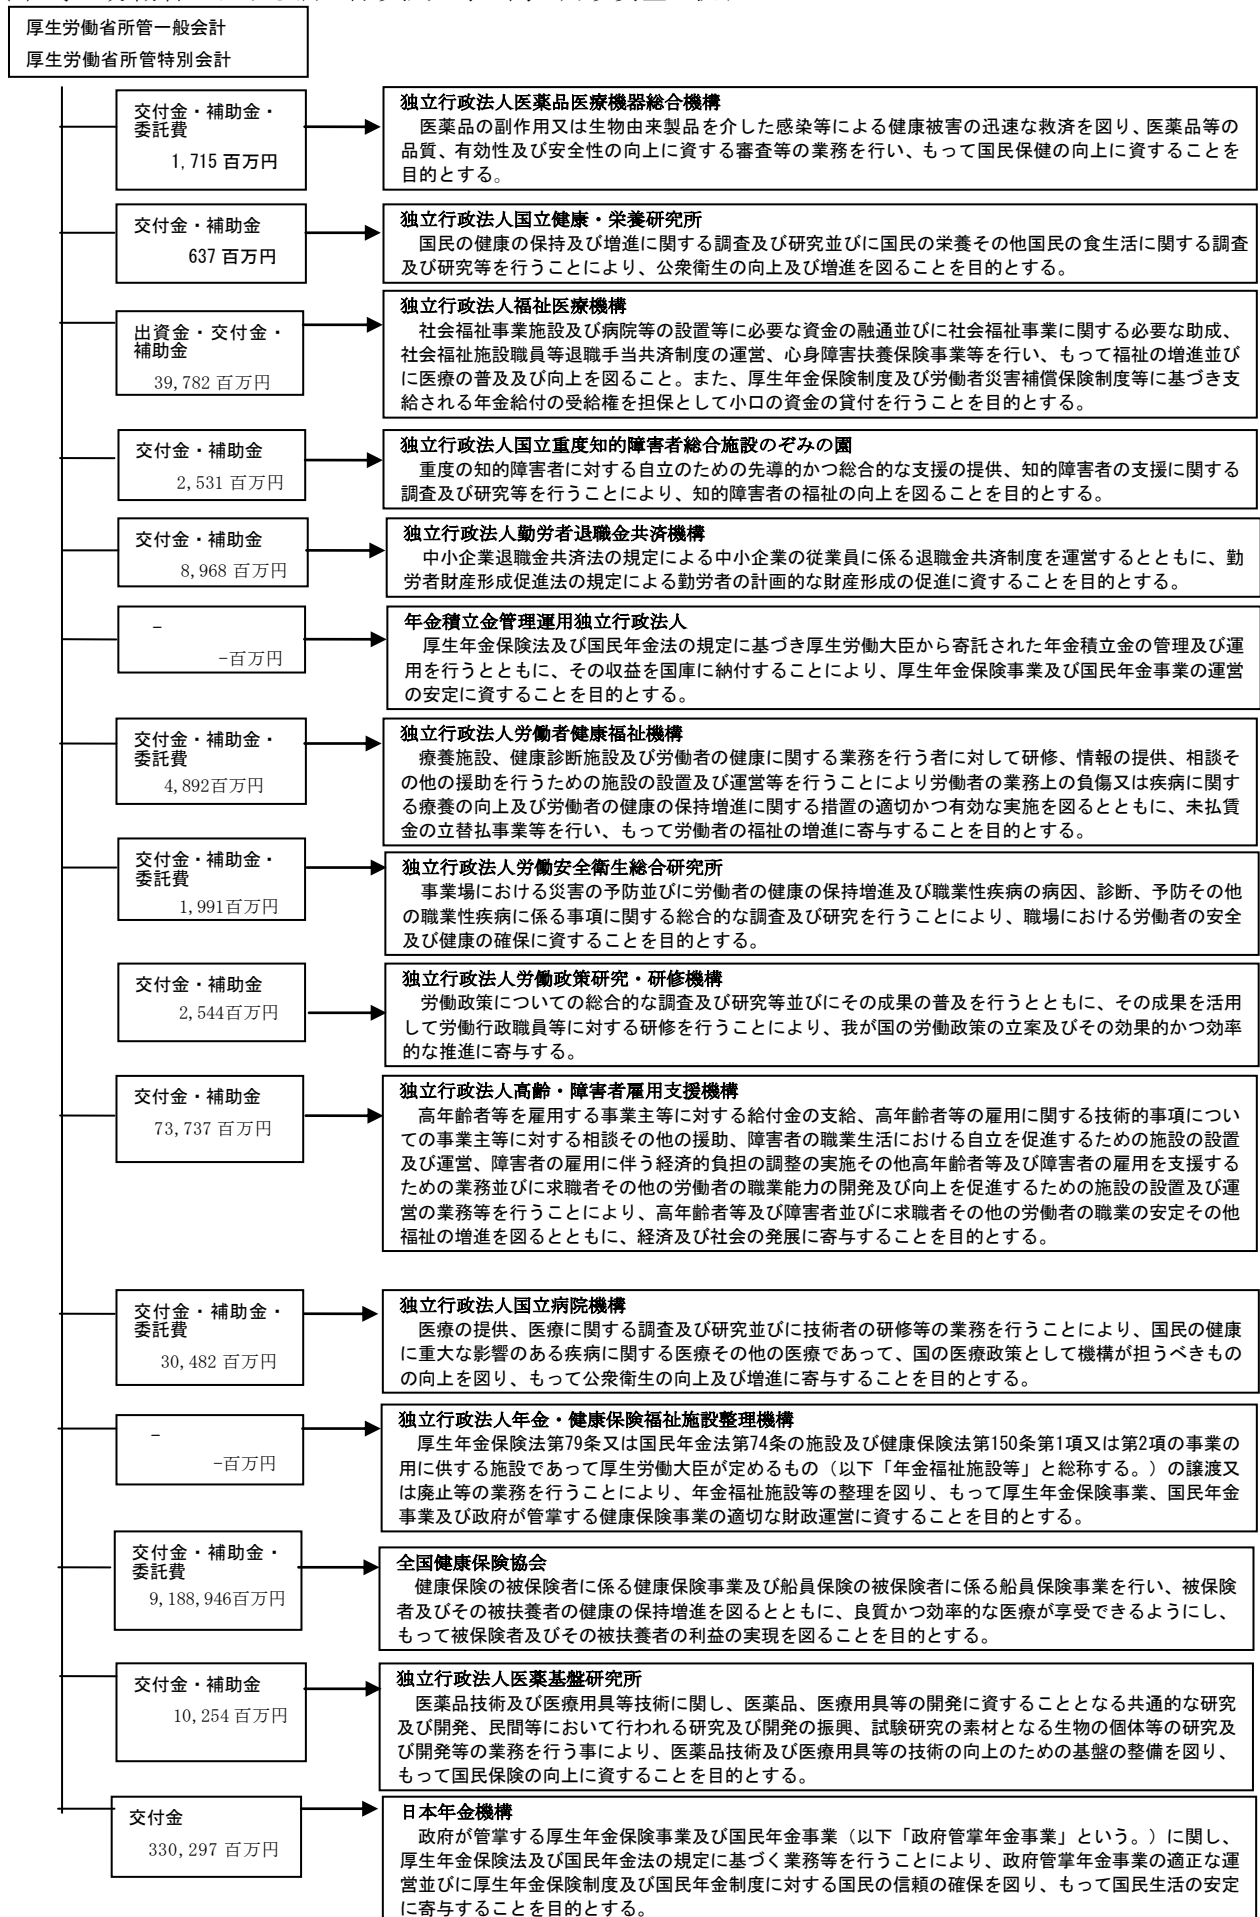 厚生労働省所管一般会計
厚生労働省所管特別会計
交付金・補助金・
委託費
1,715 百万円
独立行政法人医薬品医療機器総合機構
医薬品の副作用又は生物由来製品を介した感染等による健康被害の迅速な救済を図り、医薬品等の
品質、有効性及び安全性の向上に資する審査等の業務を行い、もって国民保健の向上に資することを
目的とする。
交付金・補助金
637 百万円
独立行政法人国立健康・栄養研究所
国民の健康の保持及び増進に関する調査及び研究並びに国民の栄養その他国民の食生活に関する調査
及び研究等を行うことにより、公衆衛生の向上及び増進を図ることを目的とする。
出資金・交付金・
補助金
39,782 百万円
独立行政法人福祉医療機構
社会福祉事業施設及び病院等の設置等に必要な資金の融通並びに社会福祉事業に関する必要な助成、
社会福祉施設職員等退職手当共済制度の運営、心身障害扶養保険事業等を行い、もって福祉の増進並び
に医療の普及及び向上を図ること。また、厚生年金保険制度及び労働者災害補償保険制度等に基づき支
給される年金給付の受給権を担保として小口の資金の貸付を行うことを目的とする。
交付金・補助金
2,531 百万円
独立行政法人国立重度知的障害者総合施設のぞみの園
重度の知的障害者に対する自立のための先導的かつ総合的な支援の提供、知的障害者の支援に関する
調査及び研究等を行うことにより、知的障害者の福祉の向上を図ることを目的とする。
交付金・補助金
8,968 百万円
独立行政法人勤労者退職金共済機構
中小企業退職金共済法の規定による中小企業の従業員に係る退職金共済制度を運営するとともに、勤
労者財産形成促進法の規定による勤労者の計画的な財産形成の促進に資することを目的とする。
－
-百万円
年金積立金管理運用独立行政法人
厚生年金保険法及び国民年金法の規定に基づき厚生労働大臣から寄託された年金積立金の管理及び運
用を行うとともに、その収益を国庫に納付することにより、厚生年金保険事業及び国民年金事業の運営
の安定に資することを目的とする。
交付金・補助金・
委託費
4,892百万円
独立行政法人労働者健康福祉機構
療養施設、健康診断施設及び労働者の健康に関する業務を行う者に対して研修、情報の提供、相談そ
の他の援助を行うための施設の設置及び運営等を行うことにより労働者の業務上の負傷又は疾病に関す
る療養の向上及び労働者の健康の保持増進に関する措置の適切かつ有効な実施を図るとともに、未払賃
金の立替払事業等を行い、もって労働者の福祉の増進に寄与することを目的とする。
交付金・補助金・
委託費
1,991百万円
独立行政法人労働安全衛生総合研究所
事業場における災害の予防並びに労働者の健康の保持増進及び職業性疾病の病因、診断、予防その他
の職業性疾病に係る事項に関する総合的な調査及び研究を行うことにより、職場における労働者の安全
及び健康の確保に資することを目的とする。
交付金・補助金
2,544百万円
独立行政法人労働政策研究・研修機構
労働政策についての総合的な調査及び研究等並びにその成果の普及を行うとともに、その成果を活用
して労働行政職員等に対する研修を行うことにより、我が国の労働政策の立案及びその効果的かつ効率
的な推進に寄与する。
交付金・補助金
73,737 百万円
独立行政法人高齢・障害者雇用支援機構
高年齢者等を雇用する事業主等に対する給付金の支給、高年齢者等の雇用に関する技術的事項につい
ての事業主等に対する相談その他の援助、障害者の職業生活における自立を促進するための施設の設置
及び運営、障害者の雇用に伴う経済的負担の調整の実施その他高年齢者等及び障害者の雇用を支援する
ための業務並びに求職者その他の労働者の職業能力の開発及び向上を促進するための施設の設置及び運
営の業務等を行うことにより、高年齢者等及び障害者並びに求職者その他の労働者の職業の安定その他
福祉の増進を図るとともに、経済及び社会の発展に寄与することを目的とする。
交付金・補助金・
委託費
30,482 百万円
独立行政法人国立病院機構
医療の提供、医療に関する調査及び研究並びに技術者の研修等の業務を行うことにより、国民の健康
に重大な影響のある疾病に関する医療その他の医療であって、国の医療政策として機構が担うべきもの
の向上を図り、もって公衆衛生の向上及び増進に寄与することを目的とする。
－
-百万円
独立行政法人年金・健康保険福祉施設整理機構
厚生年金保険法第79条又は国民年金法第74条の施設及び健康保険法第150条第1項又は第2項の事業の
用に供する施設であって厚生労働大臣が定めるもの（以下「年金福祉施設等」と総称する。）の譲渡又
は廃止等の業務を行うことにより、年金福祉施設等の整理を図り、もって厚生年金保険事業、国民年金
事業及び政府が管掌する健康保険事業の適切な財政運営に資することを目的とする。
交付金・補助金・
委託費
9,188,946百万円
全国健康保険協会
健康保険の被保険者に係る健康保険事業及び船員保険の被保険者に係る船員保険事業を行い、被保険
者及びその被扶養者の健康の保持増進を図るとともに、良質かつ効率的な医療が享受できるようにし、
もって被保険者及びその被扶養者の利益の実現を図ることを目的とする。
交付金・補助金
10,254 百万円
独立行政法人医薬基盤研究所
医薬品技術及び医療用具等技術に関し、医薬品、医療用具等の開発に資することとなる共通的な研究
及び開発、民間等において行われる研究及び開発の振興、試験研究の素材となる生物の個体等の研究及
び開発等の業務を行う事により、医薬品技術及び医療用具等の技術の向上のための基盤の整備を図り、
もって国民保険の向上に資することを目的とする。
交付金
330,297 百万円
日本年金機構
政府が管掌する厚生年金保険事業及び国民年金事業（以下「政府管掌年金事業」という。）に関し、
厚生年金保険法及び国民年金法の規定に基づく業務等を行うことにより、政府管掌年金事業の適正な運
営並びに厚生年金保険制度及び国民年金制度に対する国民の信頼の確保を図り、もって国民生活の安定
に寄与することを目的とする。